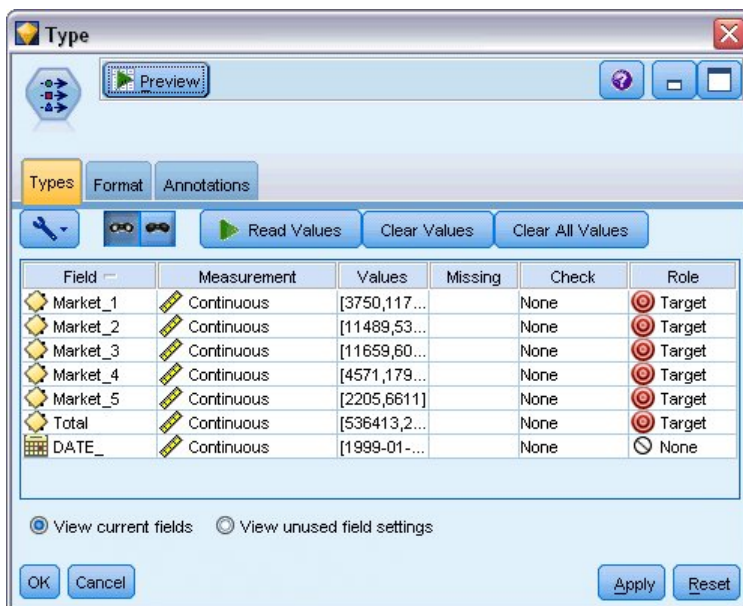 Type
Preview
Types Format Annotations
Read Values Clear Values Clear All Values
Field Measurement Values Missing Check Role
Market_1 Continuous [3750,117... None Target
Market_2 Continuous [11489,53... None Target
Market_3 Continuous [11659,60... None Target
Market_4 Continuous [4571,179... None Target
Market_5 Continuous [2205,6611] None Target
Total Continuous [536413,2... None Target
DATE_ Continuous [1999-01-... None None
View current fields View unused field settings
OK Cancel Apply Reset